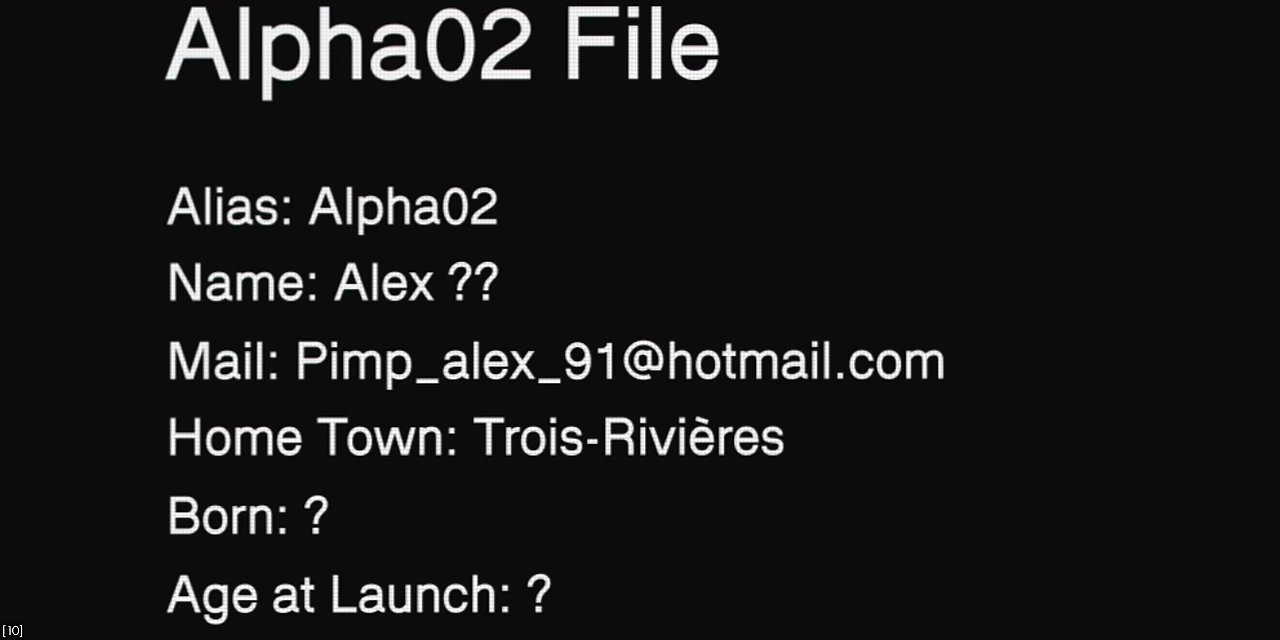 Alpha02 File
Alias: Alpha02
Name: Alex ??
Mail: Pimp_alex_91@hotmail.com
Home Town: Trois-Rivières
Born: ?
Age at Launch: ?
[10]